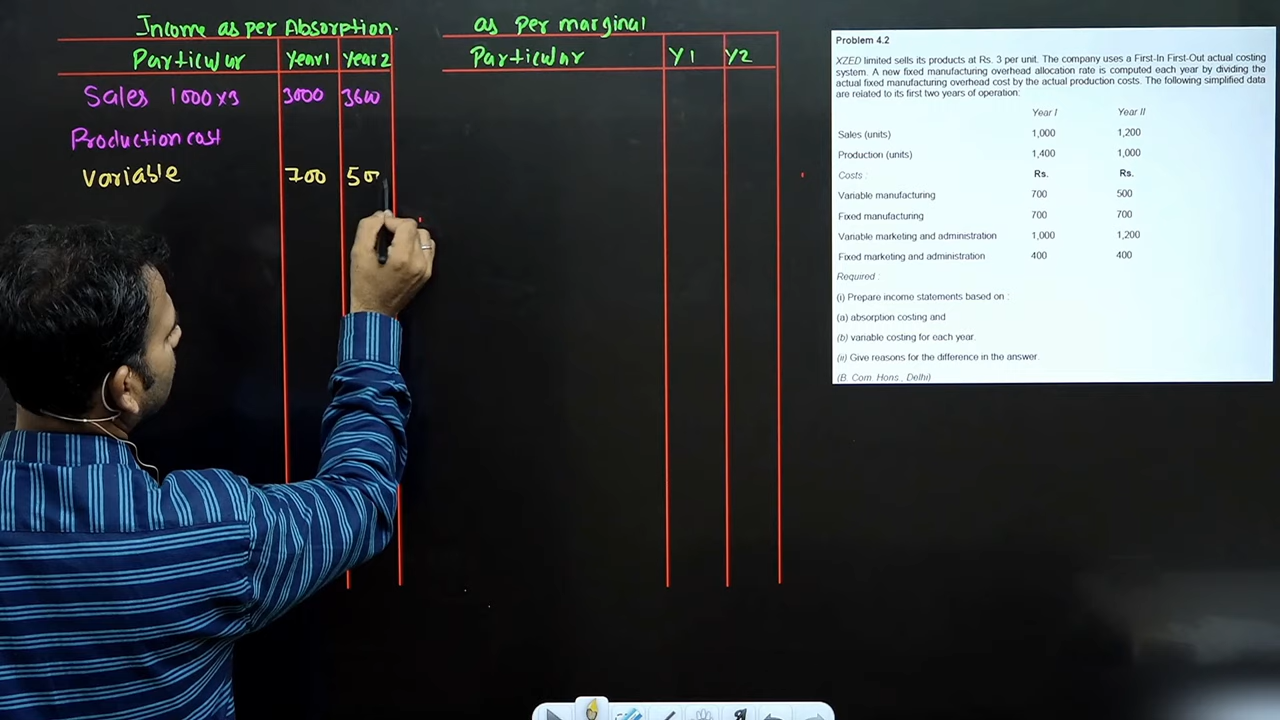 Income as per Absorption.
Particular Year1 Year2
Sales 1000 x 3 3000 3600
Production cost
Variable 700 50
as per marginal
Particular Y1 Y2
Problem 4.2
XZED limited sells its products at Rs. 3 per unit. The company uses a First-In First-Out actual costing
system. A new fixed manufacturing overhead allocation rate is computed each year by dividing the
actual fixed manufacturing overhead cost by the actual production costs. The following simplified data
are related to its first two years of operation:
Year I Year II
Sales (units) 1,000 1,200
Production (units) 1,400 1,000
Costs : Rs. Rs.
Variable manufacturing 700 500
Fixed manufacturing 700 700
Variable marketing and administration 1,000 1,200
Fixed marketing and administration 400 400
Required :
(i) Prepare income statements based on :
(a) absorption costing and
(b) variable costing for each year.
(ii) Give reasons for the difference in the answer.
(B. Com. Hons., Delhi)